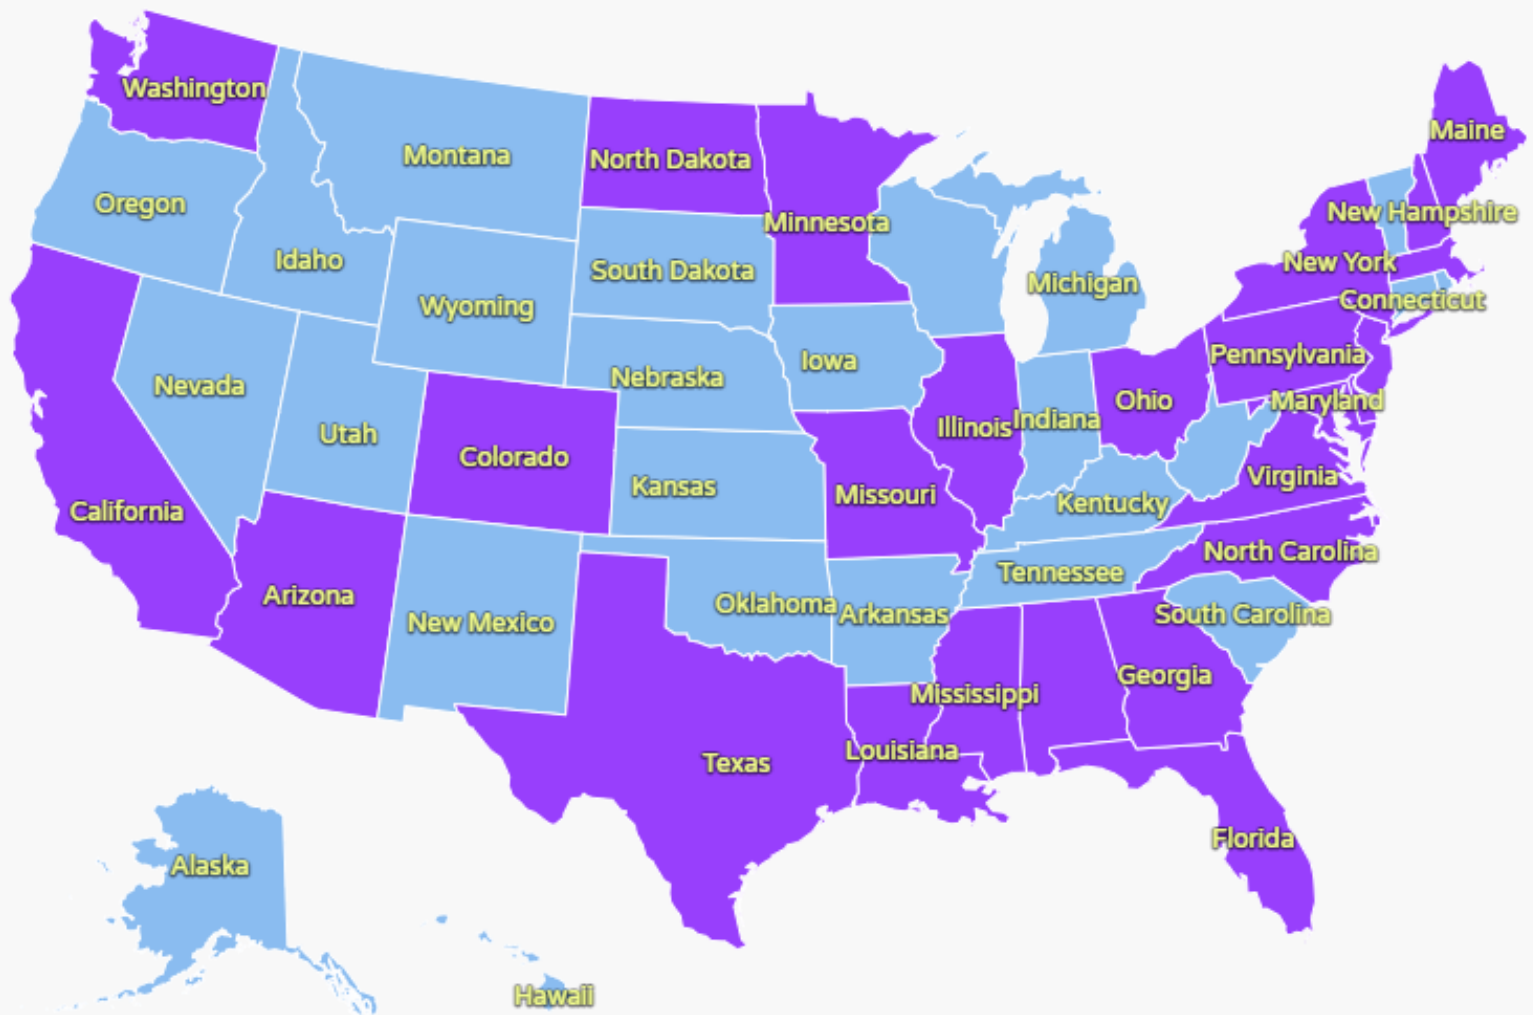 Washington
Maine
Montana
North Dakota
Oregon
New Hampshire
Minnesota
Idaho
South Dakota
New York
Michigan
Wyoming
Connecticut
Pennsylvania
Iowa
Nebraska
Nevada
Ohio
Maryland
Illinois
Indiana
Utah
Colorado
Virginia
Kansas
Missouri
Kentucky
California
North Carolina
Tennessee
Arizona
Oklahoma
Arkansas
South Carolina
New Mexico
Georgia
Mississippi
Louisiana
Texas
Florida
Alaska
Hawaii